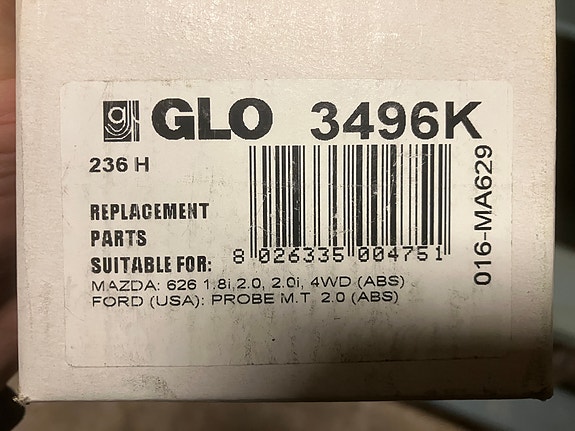 g GLO 3496K
236 H
REPLACEMENT
PARTS
SUITABLE FOR:
8 026335 004751
MAZDA: 626 1.8i,2.0, 2.0i, 4WD (ABS)
FORD (USA): PROBE M.T 2.0 (ABS)
016-MA629